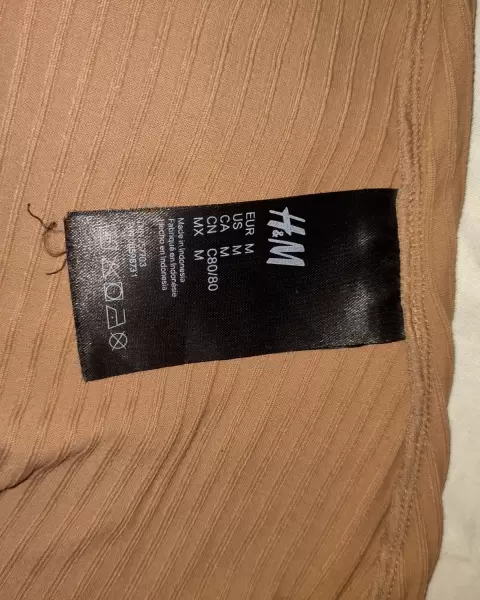 H&M
EUR M
US M
CA M
CN C80/80
MX M
Made in Indonesia
Fabriqué en Indonésie
Hecho en Indonesia